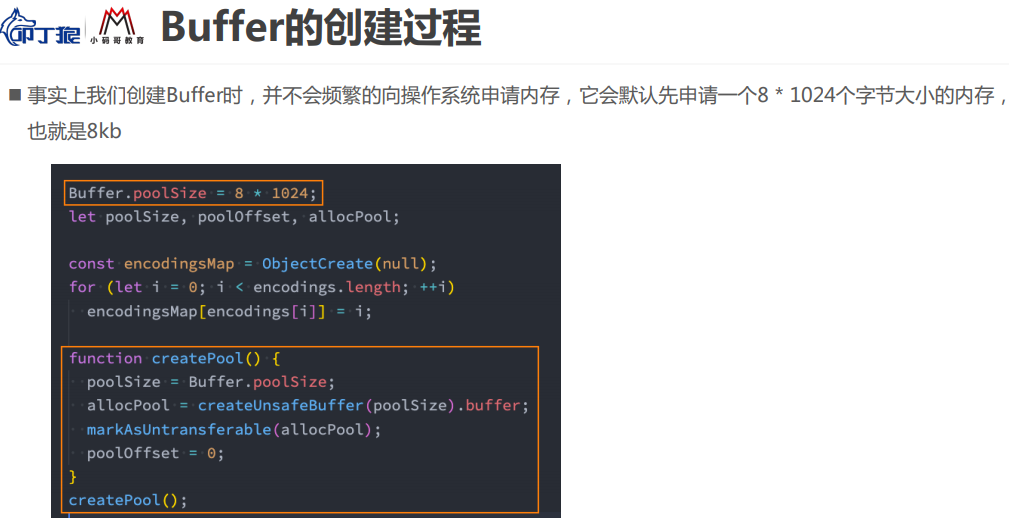 叩丁狼 小码哥教育 Buffer的创建过程
事实上我们创建Buffer时，并不会频繁的向操作系统申请内存，它会默认先申请一个8 * 1024个字节大小的内存，
也就是8kb
Buffer.poolSize = 8 * 1024;
let poolSize, poolOffset, allocPool;
const encodingsMap = ObjectCreate(null);
for (let i = 0; i < encodings.length; ++i)
encodingsMap[encodings[i]] = i;
function createPool() {
poolSize = Buffer.poolSize;
allocPool = createUnsafeBuffer(poolSize).buffer;
markAsUntransferable(allocPool);
poolOffset = 0;
}
createPool();